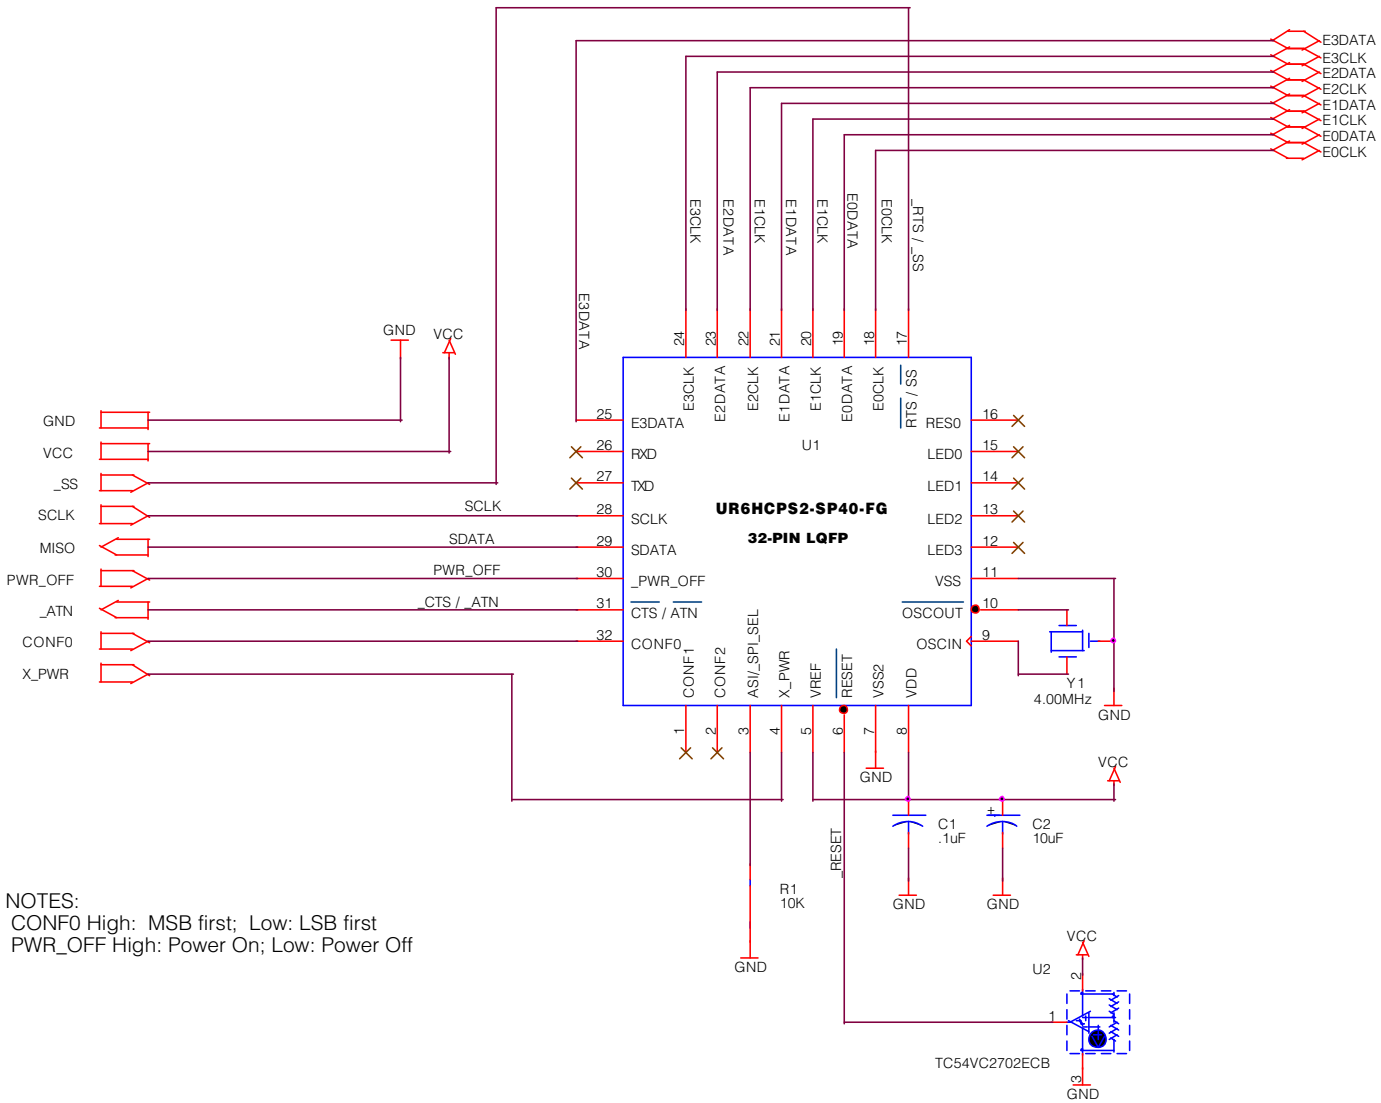 E3DATA
E3CLK
E2DATA
E2CLK
E1DATA
E1CLK
E0DATA
E0CLK
E3DATA
E3CLK
E2DATA
E1CLK
E1DATA
E1CLK
E0DATA
E0CLK
_RTS / _SS
24
23
22
21
20
19
18
17
E3CLK
E2DATA
E2CLK
E1DATA
E1CLK
E0DATA
E0CLK
RTS / SS
GND
VCC
GND
VCC
_SS
SCLK
MISO
PWR_OFF
_ATN
CONF0
X_PWR
SCLK
SDATA
PWR_OFF
_CTS / _ATN
25
26
27
28
29
30
31
32
E3DATA
RXD
TXD
SCLK
SDATA
_PWR_OFF
CTS / ATN
CONF0
U1
UR6HCPS2-SP40-FG
32-PIN LQFP
RES0
LED0
LED1
LED2
LED3
VSS
OSCOUT
OSCIN
16
15
14
13
12
11
10
9
Y1
4.00MHz
GND
CONF1
CONF2
ASI/_SPI_SEL
X_PWR
VREF
RESET
VSS2
VDD
1
2
3
4
5
6
7
8
GND
VCC
C1
.1uF
C2
10uF
_RESET
R1
10K
GND
GND
GND
NOTES:
CONF0 High: MSB first; Low: LSB first
PWR_OFF High: Power On; Low: Power Off
VCC
U2
2
1
TC54VC2702ECB
3
GND